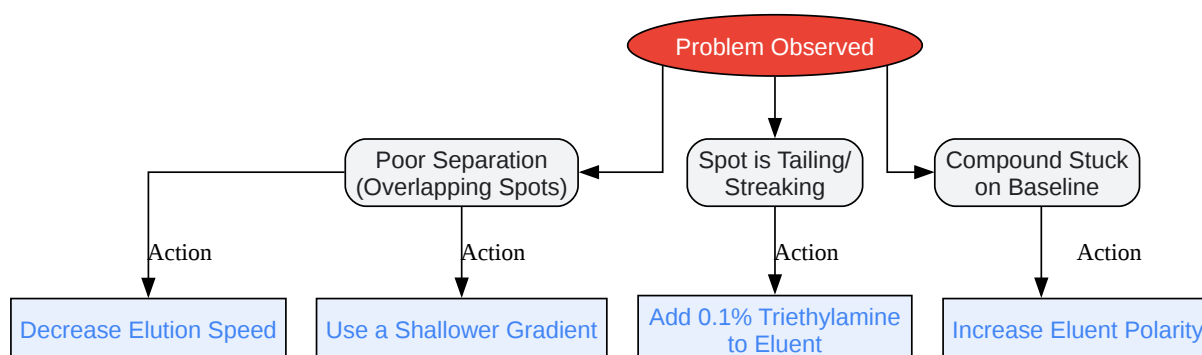 Problem Observed
Poor Separation
(Overlapping Spots)
Spot is Tailing/
Streaking
Compound Stuck
on Baseline
Action
Action
Action
Action
Decrease Elution Speed
Use a Shallower Gradient
Add 0.1% Triethylamine
to Eluent
Increase Eluent Polarity